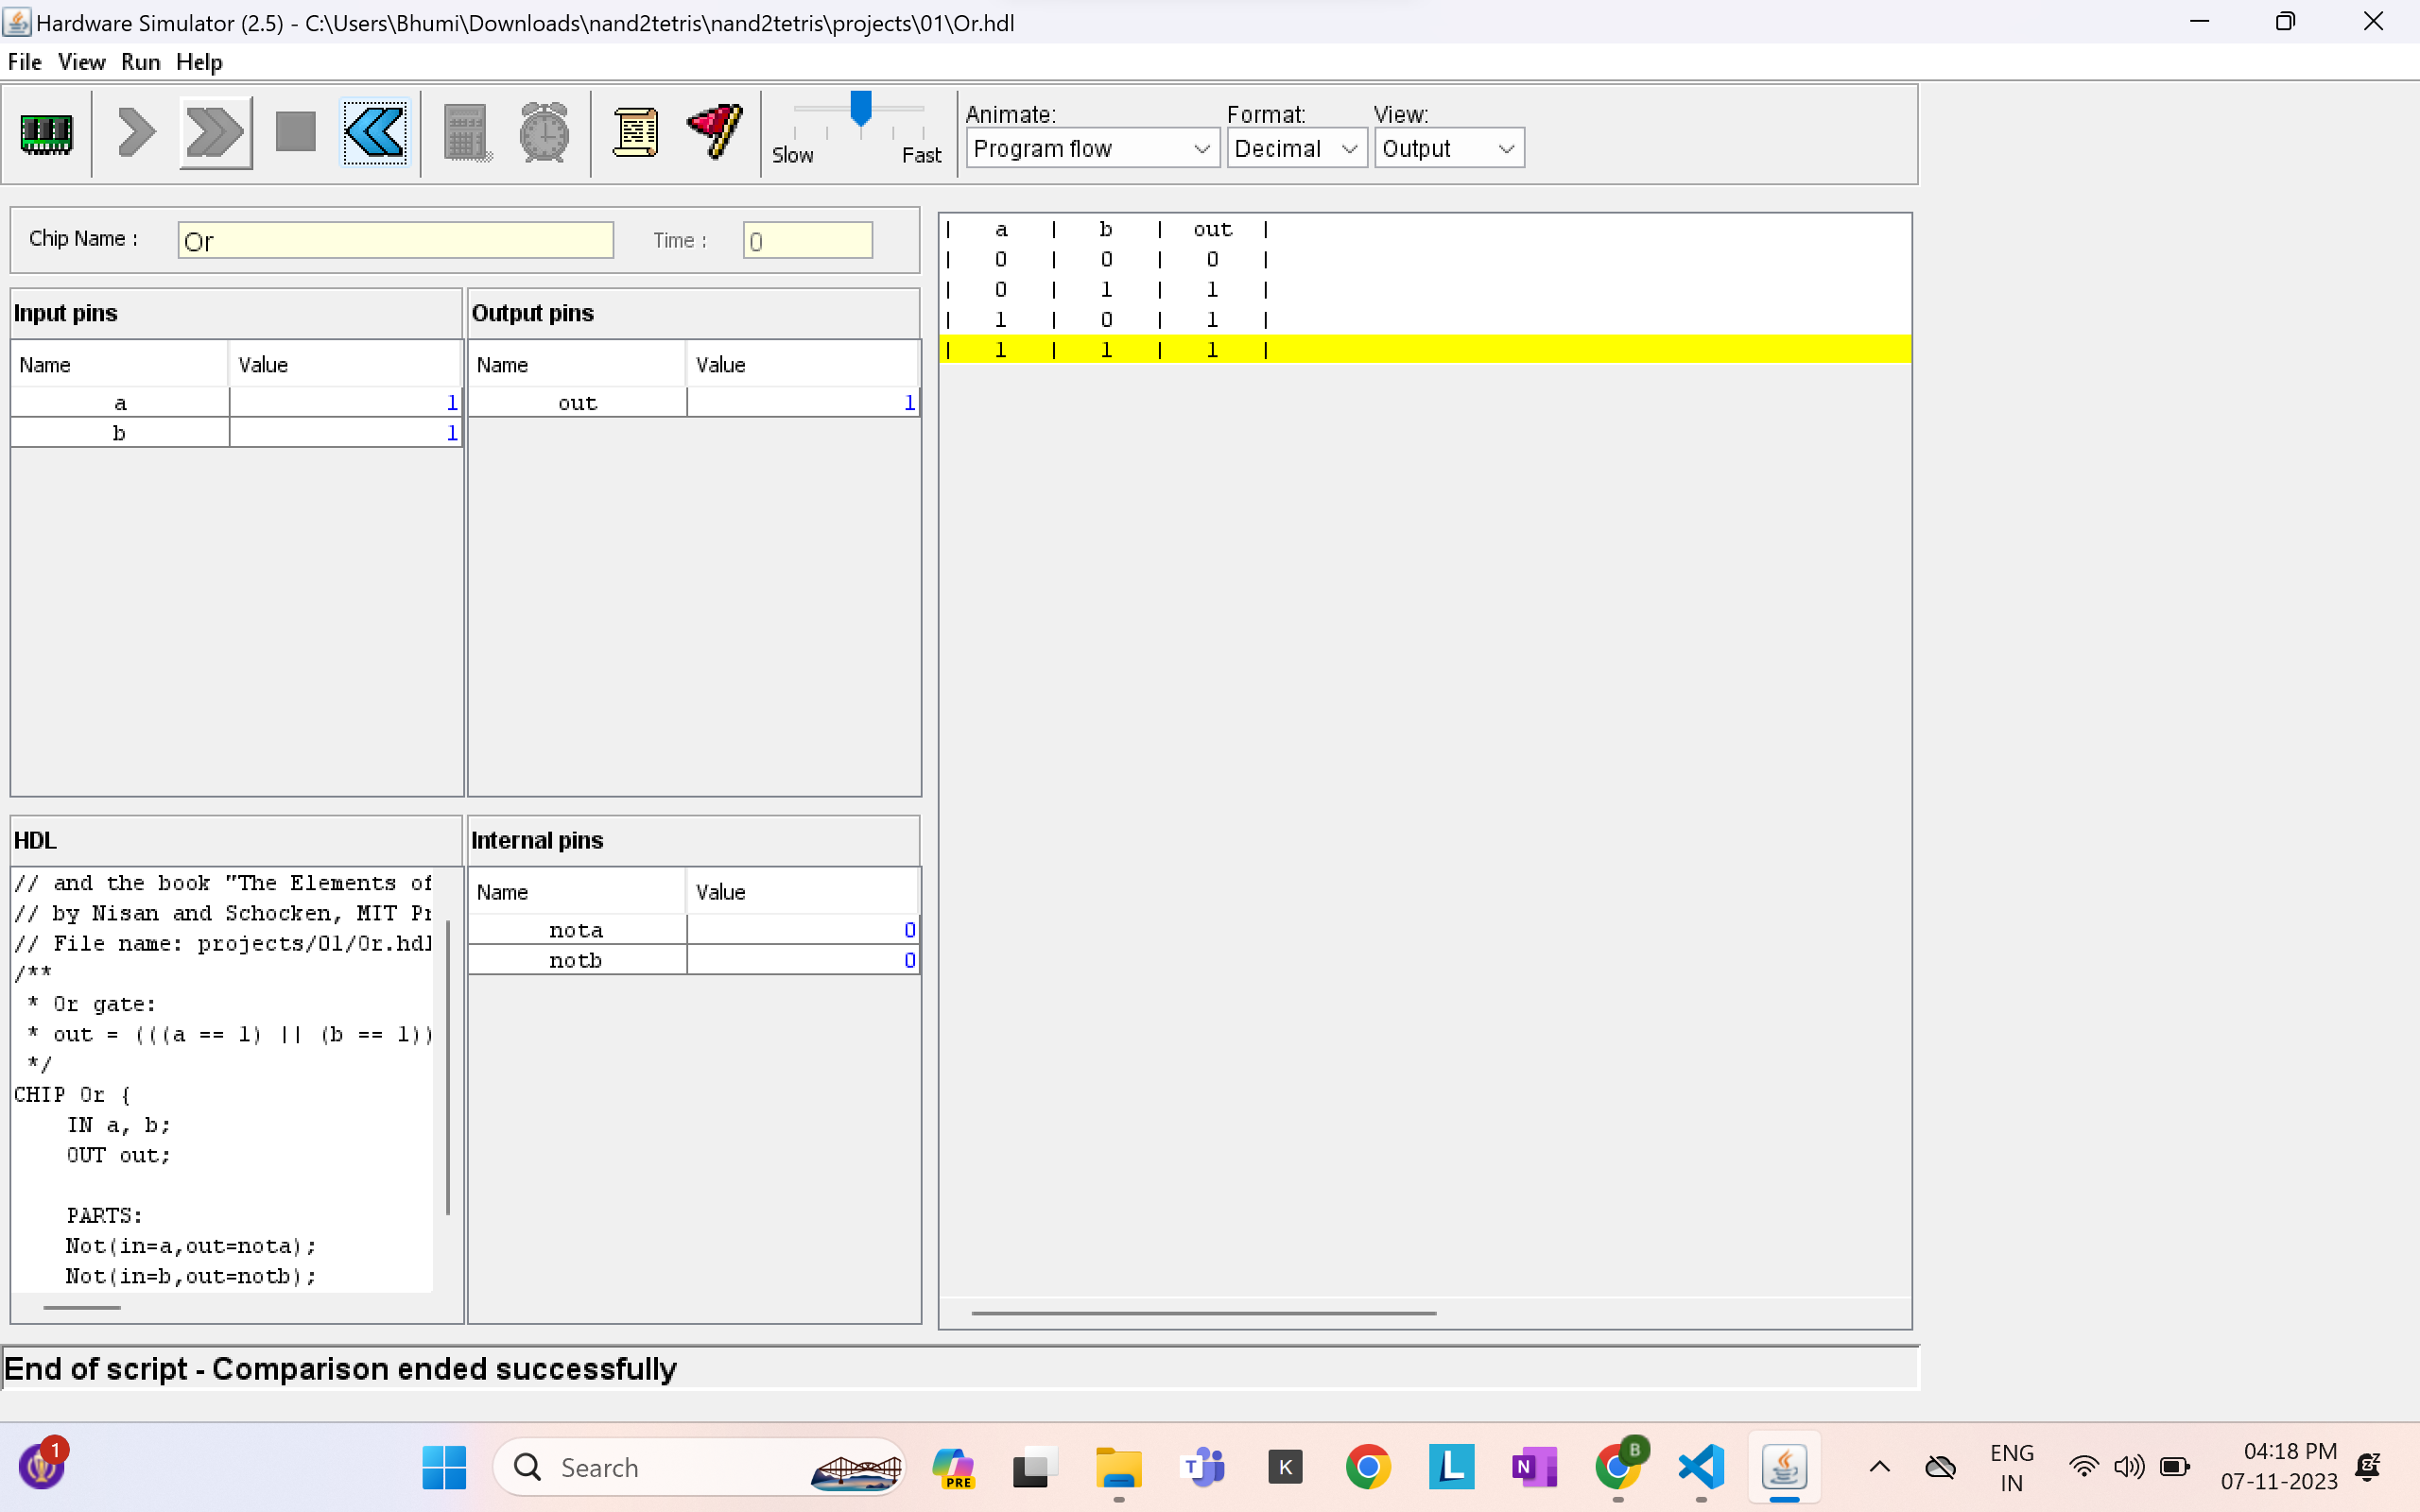 Hardware Simulator (2.5) - C:\Users\Bhumi\Downloads\nand2tetris\nand2tetris\projects\01\Or.hdl
File View Run Help
Animate: Format: View:
Slow Fast Program flow Decimal Output
Chip Name : Or Time : 0
Input pins Output pins
Name Value Name Value
a 1 out 1
b 1
| a | b | out |
| 0 | 0 | 0 |
| 0 | 1 | 1 |
| 1 | 0 | 1 |
| 1 | 1 | 1 |
HDL
// and the book "The Elements of
// by Nisan and Schocken, MIT Pr
// File name: projects/01/Or.hdl
/**
* Or gate:
* out = (((a == 1) || (b == 1))
*/
CHIP Or {
IN a, b;
OUT out;
PARTS:
Not(in=a,out=nota);
Not(in=b,out=notb);
Internal pins
Name Value
nota 0
notb 0
End of script - Comparison ended successfully
1
Search
PRE
T
K
L
N
B
ENG
IN
04:18 PM
07-11-2023